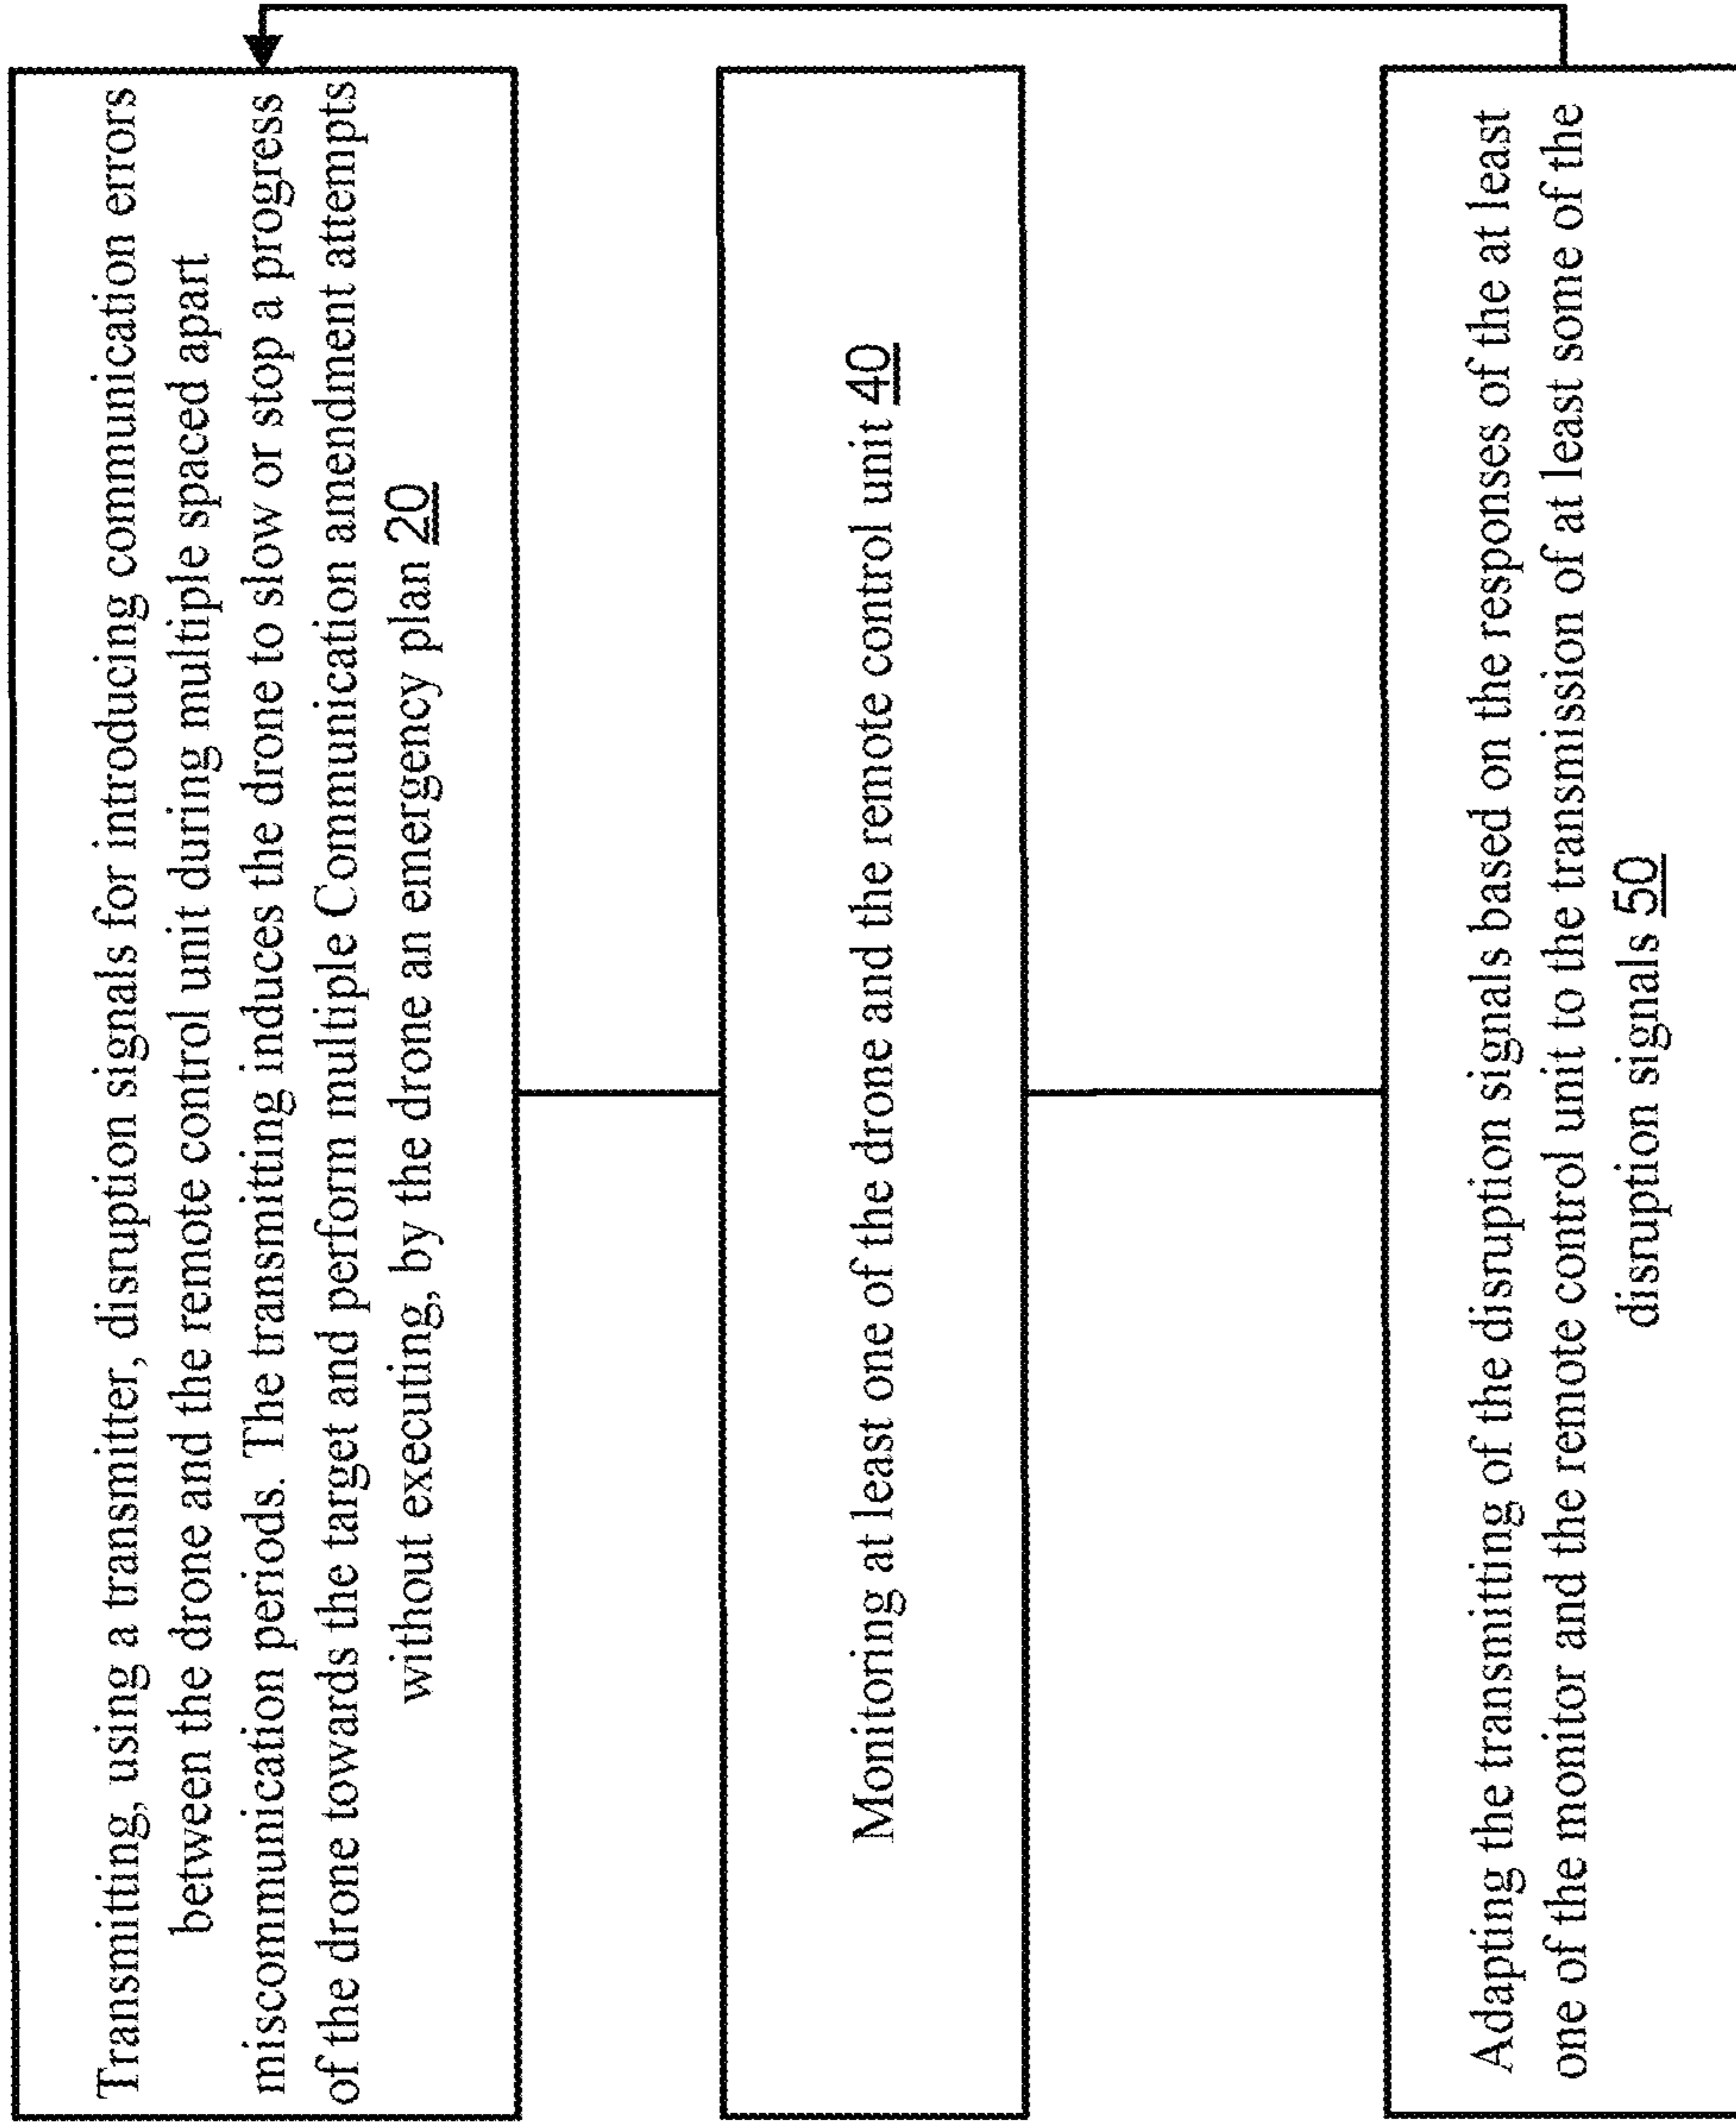 Transmitting, using a transmitter, disruption signals for introducing communication errors
between the drone and the remote control unit during multiple spaced apart
miscommunication periods. The transmitting induces the drone to slow or stop a progress
of the drone towards the target and perform multiple Communication amendment attempts
without executing, by the drone an emergency plan 20
Monitoring at least one of the drone and the remote control unit 40
Adapting the transmitting of the disruption signals based on the responses of the at least
one of the monitor and the remote control unit to the transmission of at least some of the
disruption signals 50